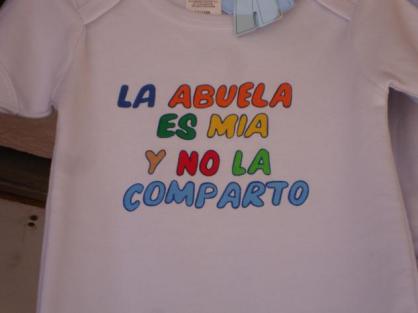 LA ABUELA
ES MIA
Y NO LA
COMPARTO